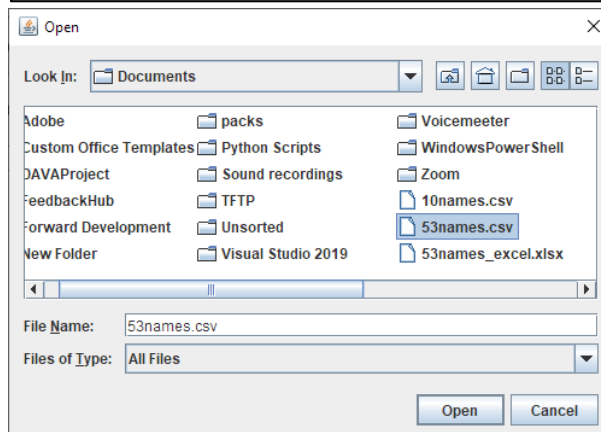 Open
Look In: Documents
Adobe packs Voicemeeter
Custom Office Templates Python Scripts WindowsPowerShell
DAVAProject Sound recordings Zoom
FeedbackHub TFTP 10names.csv
Forward Development Unsorted 53names.csv
New Folder Visual Studio 2019 53names_excel.xlsx
File Name: 53names.csv
Files of Type: All Files
Open Cancel